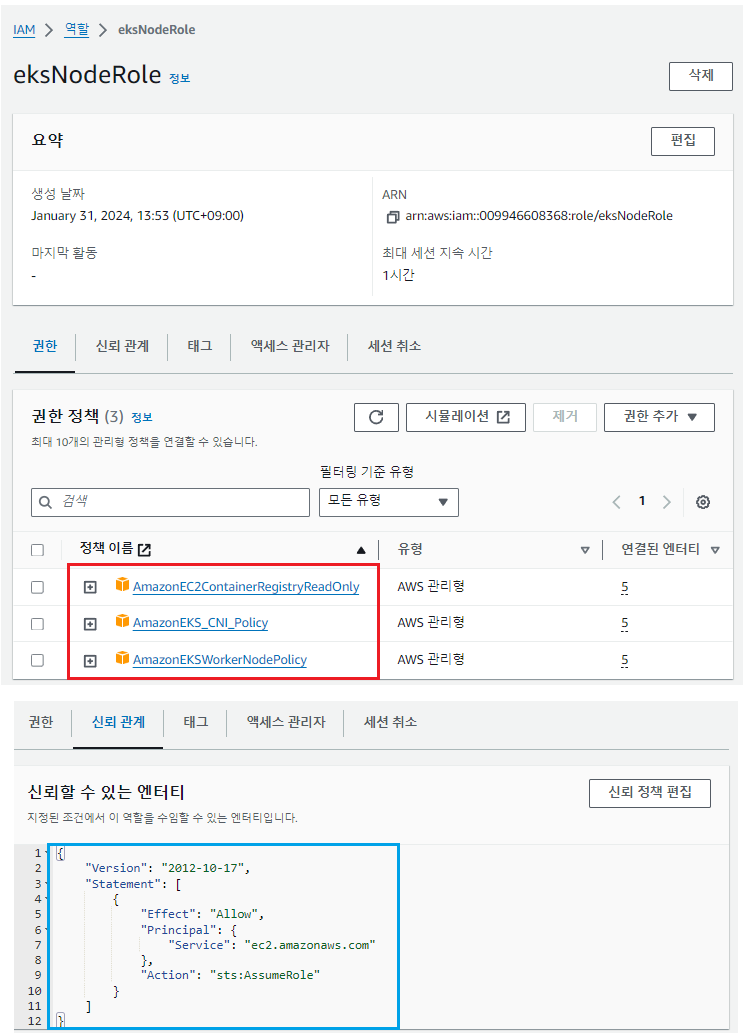 IAM > 역할 > eksNodeRole
eksNodeRole 정보
삭제
요약
편집
생성 날짜
January 31, 2024, 13:53 (UTC+09:00)
ARN
arn:aws:iam::009946608368:role/eksNodeRole
마지막 활동
-
최대 세션 지속 시간
1시간
권한 신뢰 관계 태그 액세스 관리자 세션 취소
권한 정책 (3) 정보
시뮬레이션 제거 권한 추가
최대 10개의 관리형 정책을 연결할 수 있습니다.
필터링 기준 유형
검색 모든 유형 1
정책 이름 유형 연결된 엔터티
AmazonEC2ContainerRegistryReadOnly AWS 관리형 5
AmazonEKS_CNI_Policy AWS 관리형 5
AmazonEKSWorkerNodePolicy AWS 관리형 5
권한 신뢰 관계 태그 액세스 관리자 세션 취소
신뢰할 수 있는 엔터티
신뢰 정책 편집
지정된 조건에서 이 역할을 수임할 수 있는 엔터티입니다.
1 {
2 "Version": "2012-10-17",
3 "Statement": [
4 {
5 "Effect": "Allow",
6 "Principal": {
7 "Service": "ec2.amazonaws.com"
8 },
9 "Action": "sts:AssumeRole"
10 }
11 ]
12 }